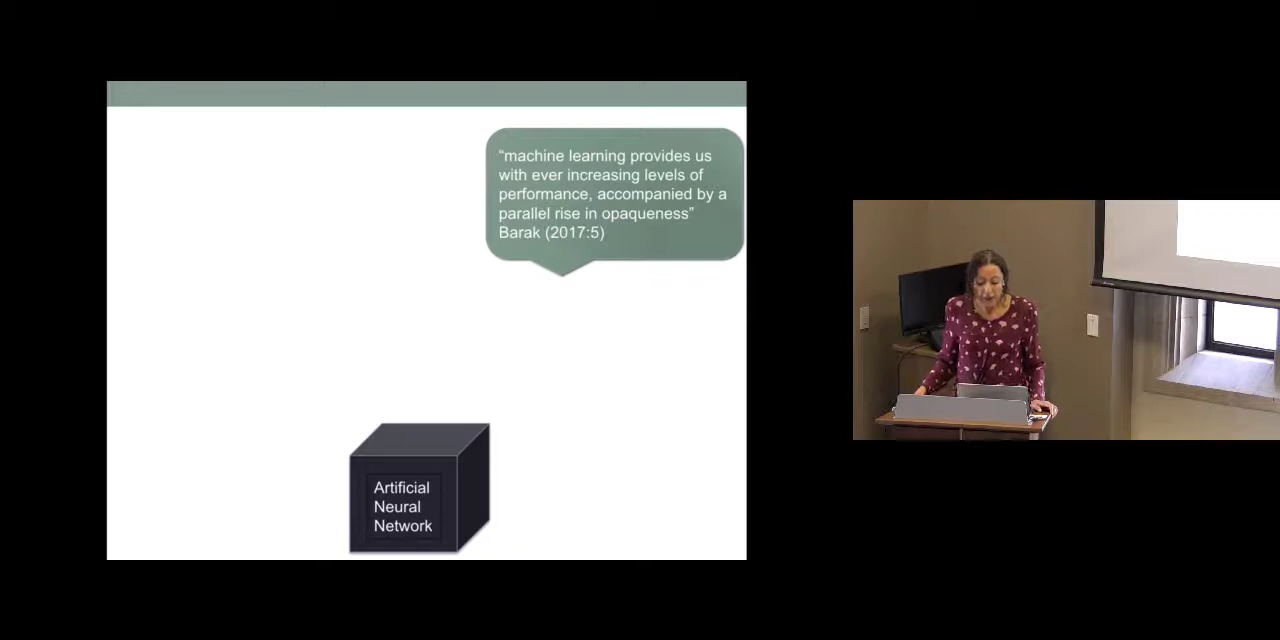 “machine learning provides us
with ever increasing levels of
performance, accompanied by a
parallel rise in opaqueness”
Barak (2017:5)
Artificial
Neural
Network